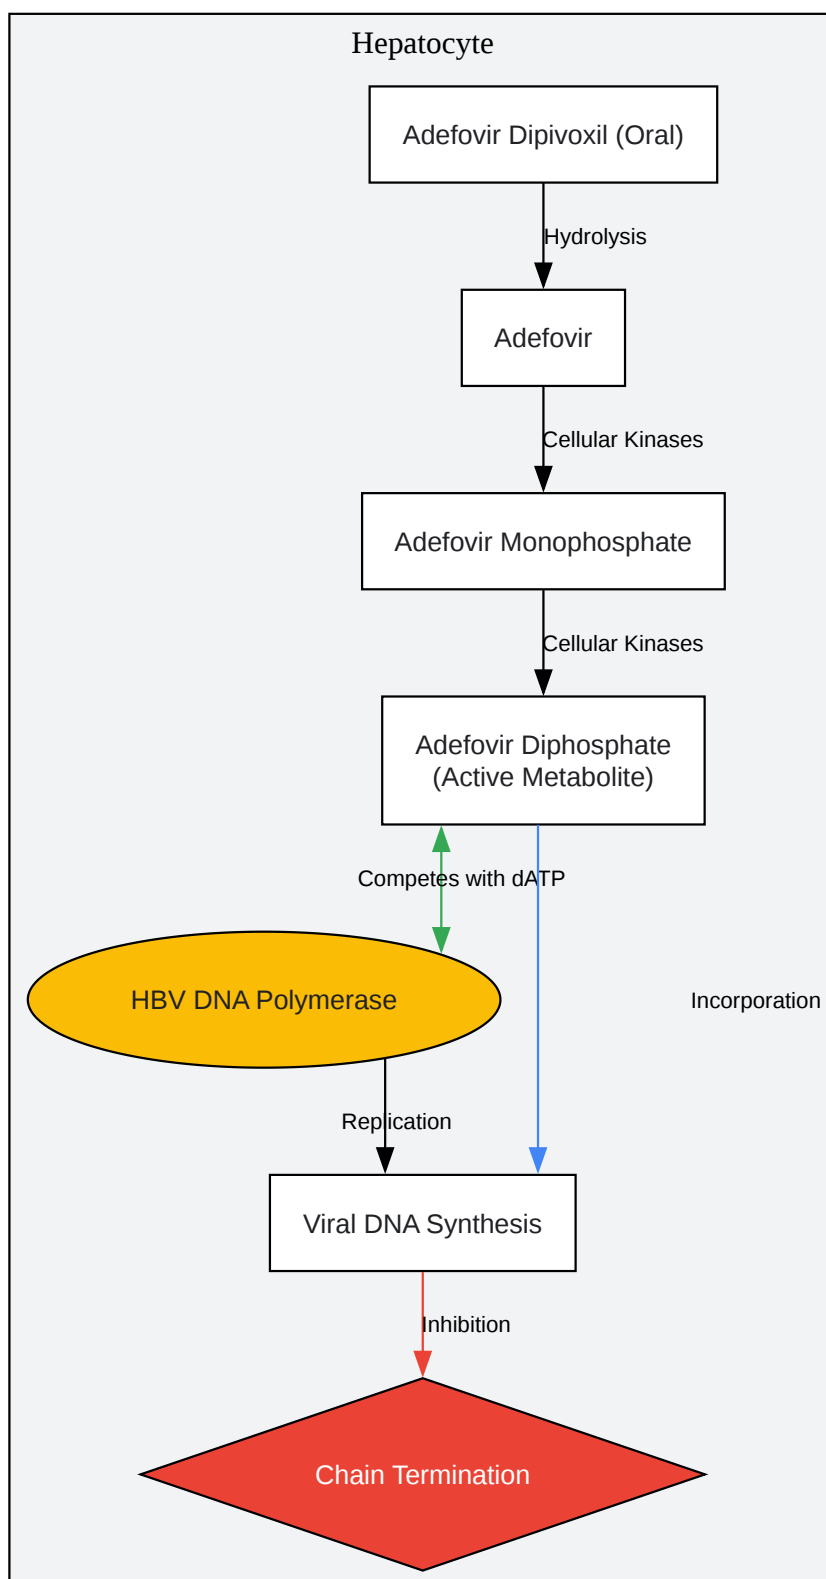 Hepatocyte
Adefovir Dipivoxil (Oral)
Hydrolysis
Adefovir
Cellular Kinases
Adefovir Monophosphate
Cellular Kinases
Adefovir Diphosphate
(Active Metabolite)
Competes with dATP
HBV DNA Polymerase
Incorporation
Replication
Viral DNA Synthesis
Inhibition
Chain Termination